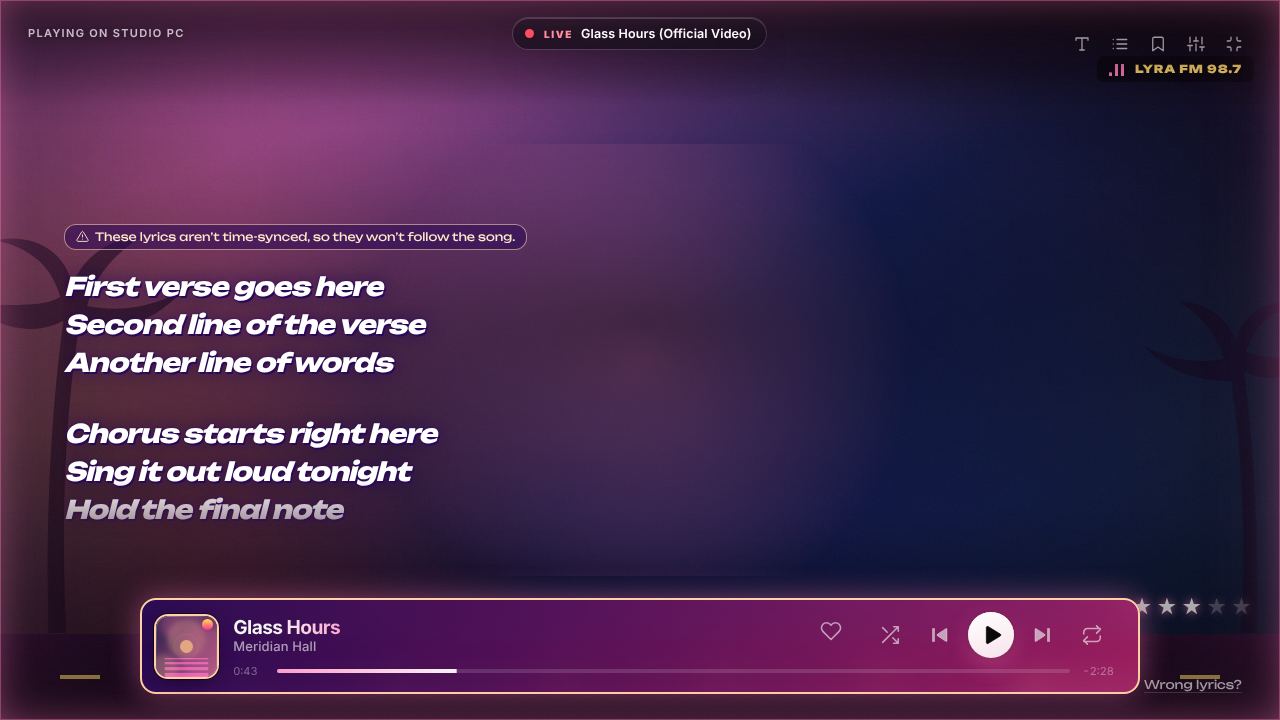 PLAYING ON STUDIO PC
LIVE Glass Hours (Official Video)
LYRA FM 98.7
These lyrics aren't time-synced, so they won't follow the song.
First verse goes here
Second line of the verse
Another line of words
Chorus starts right here
Sing it out loud tonight
Hold the final note
Glass Hours
Meridian Hall
0:43
-2:28
Wrong lyrics?